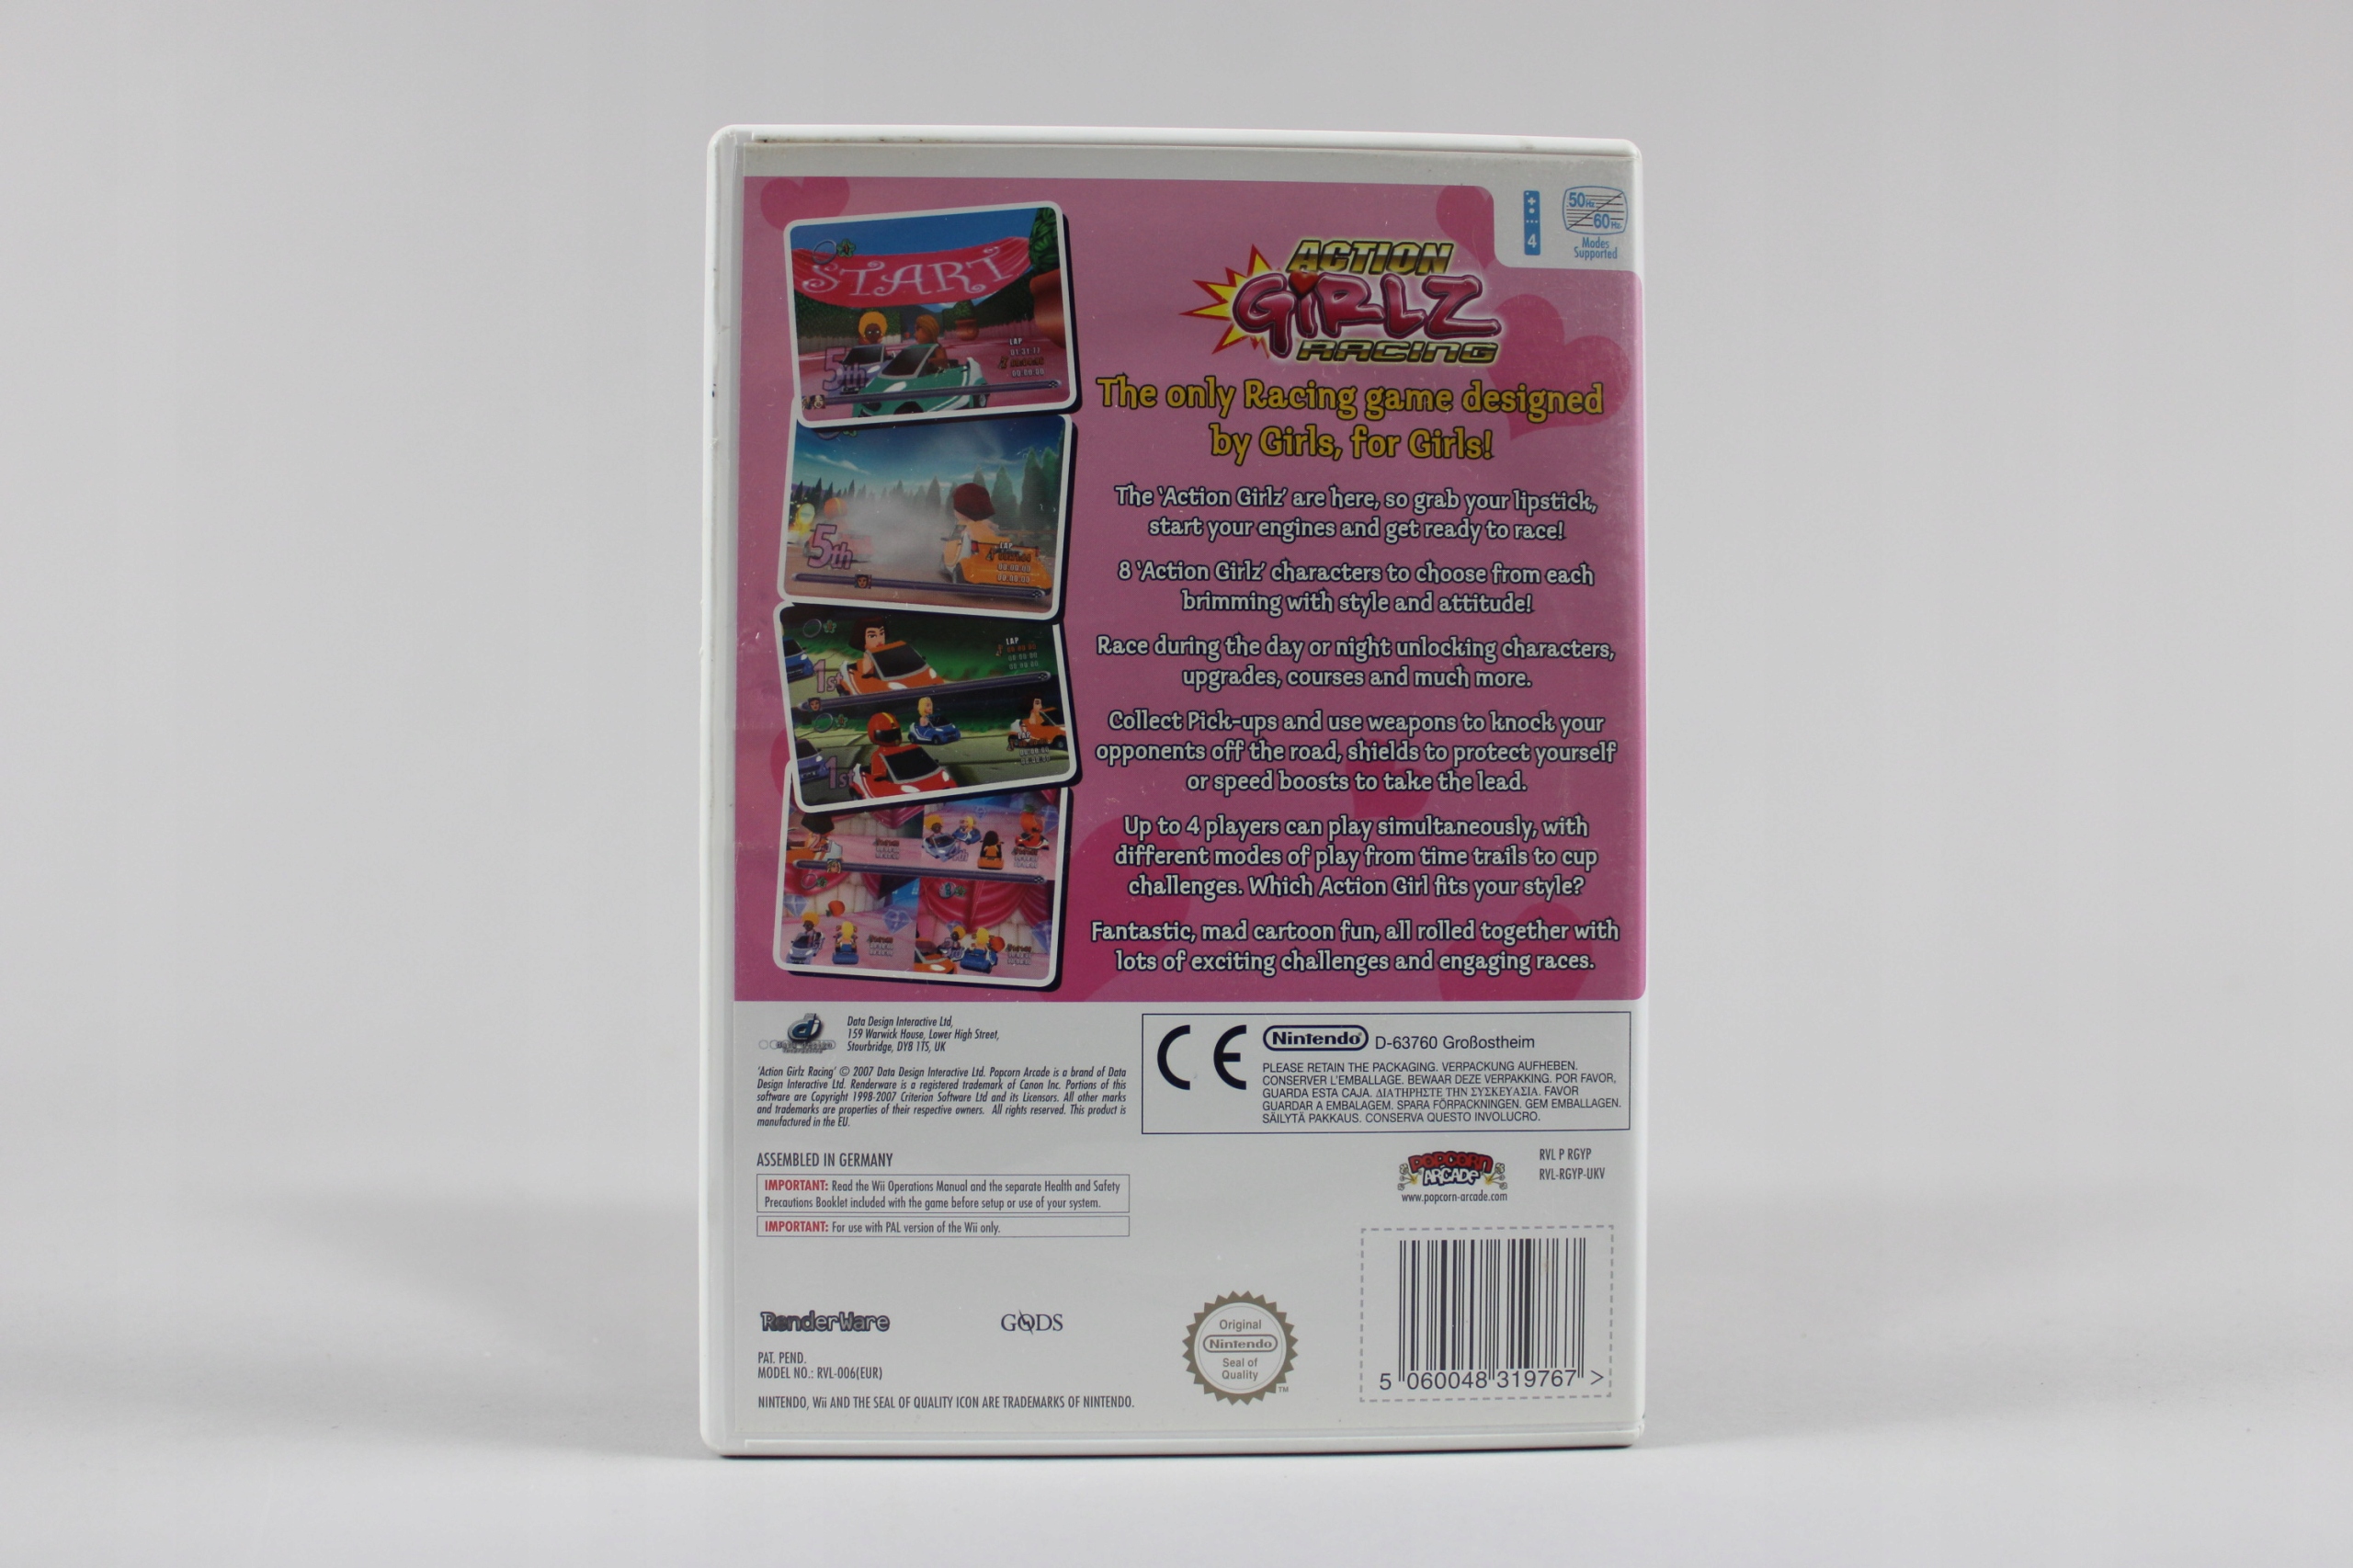 50Hz
60Hz
Modes
Supported
4
START
5th
LAP
ACTION
GiRLZ
RACING
The only Racing game designed
by Girls, for Girls!
5th
LAP
The ‘Action Girlz’ are here, so grab your lipstick,
start your engines and get ready to race!
8 ‘Action Girlz’ characters to choose from each
brimming with style and attitude!
LAP
1st
1st
Race during the day or night unlocking characters,
upgrades, courses and much more.
Collect Pick-ups and use weapons to knock your
opponents off the road, shields to protect yourself
or speed boosts to take the lead.
Up to 4 players can play simultaneously, with
different modes of play from time trails to cup
challenges. Which Action Girl fits your style?
Fantastic, mad cartoon fun, all rolled together with
lots of exciting challenges and engaging races.
Data Design Interactive Ltd,
159 Warwick House, Lower High Street,
Stourbridge, DY8 1TS, UK
'Action Girlz Racing' © 2007 Data Design Interactive Ltd. Popcorn Arcade is a brand of Data
Design Interactive Ltd. Renderware is a registered trademark of Canon Inc. Portions of this
software are Copyright 1998-2007 Criterion Software Ltd and its Licensors. All other marks
and trademarks are properties of their respective owners. All rights reserved. This product is
manufactured in the EU.
CE
Nintendo D-63760 Großostheim
PLEASE RETAIN THE PACKAGING. VERPACKUNG AUFHEBEN.
CONSERVER L'EMBALLAGE. BEWAAR DEZE VERPAKKING. POR FAVOR,
GUARDA ESTA CAJA. ΔΙΑΤΗΡΗΣΤΕ ΤΗΝ ΣΥΣΚΕΥΑΣΙΑ. FAVOR
GUARDAR A EMBALAGEM. SPARA FÖRPACKNINGEN. GEM EMBALLAGEN.
SÄILYTÄ PAKKAUS. CONSERVA QUESTO INVOLUCRO.
ASSEMBLED IN GERMANY
IMPORTANT: Read the Wii Operations Manual and the separate Health and Safety
Precautions Booklet included with the game before setup or use of your system.
IMPORTANT: For use with PAL version of the Wii only.
POPCORN
ARCADE
www.popcorn-arcade.com
RVL P RGYP
RVL-RGYP-UKV
RenderWare
GODS
PAT. PEND.
MODEL NO.: RVL-006(EUR)
NINTENDO, Wii AND THE SEAL OF QUALITY ICON ARE TRADEMARKS OF NINTENDO.
Original
Nintendo
Seal of
Quality
TM
5 060048 319767 >